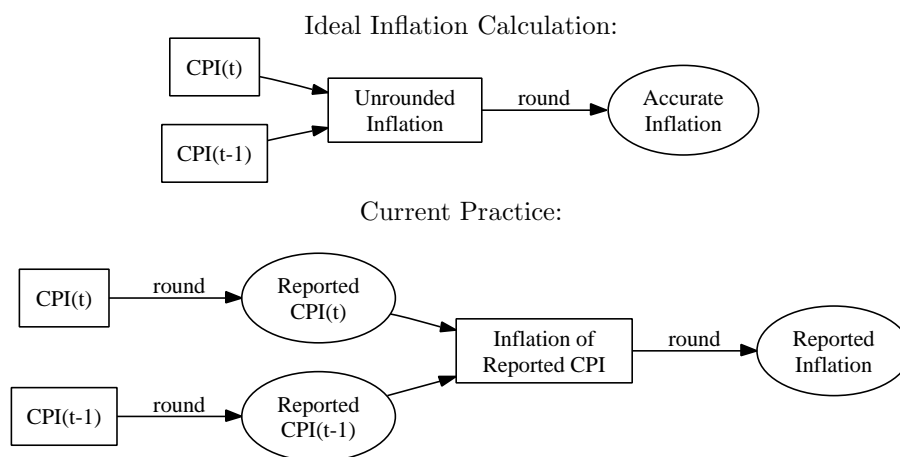 Ideal Inflation Calculation:
CPI(t)
CPI(t-1)
Unrounded
Inflation
round
Accurate
Inflation
Current Practice:
CPI(t)
round
Reported
CPI(t)
CPI(t-1)
round
Reported
CPI(t-1)
Inflation of
Reported CPI
round
Reported
Inflation